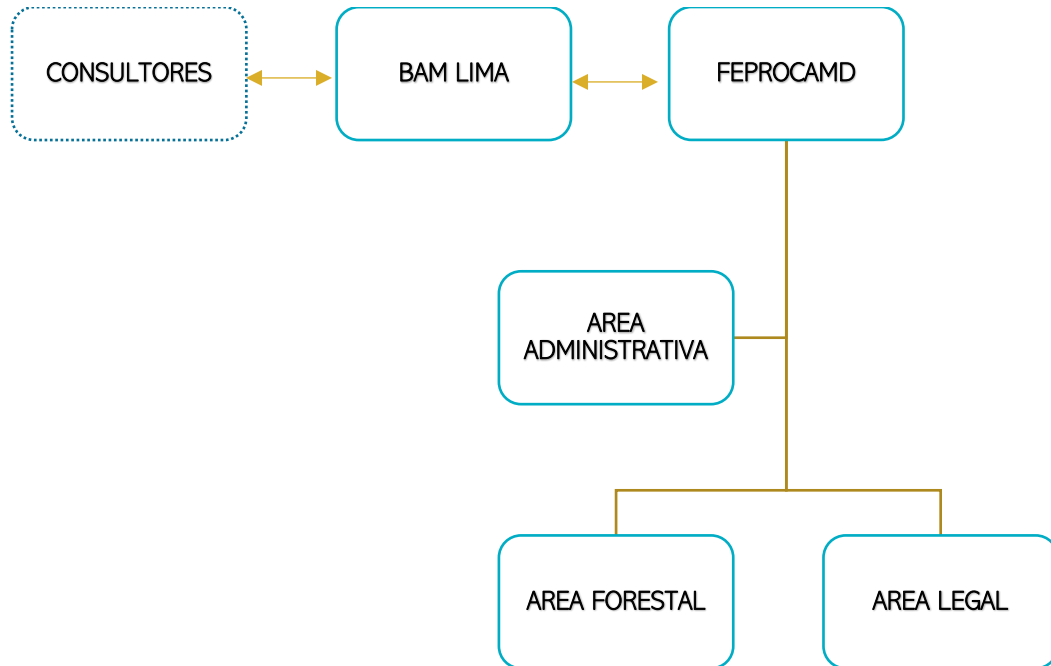 CONSULTORES
BAM LIMA
FEPROCAMD
AREA
ADMINISTRATIVA
AREA FORESTAL
AREA LEGAL